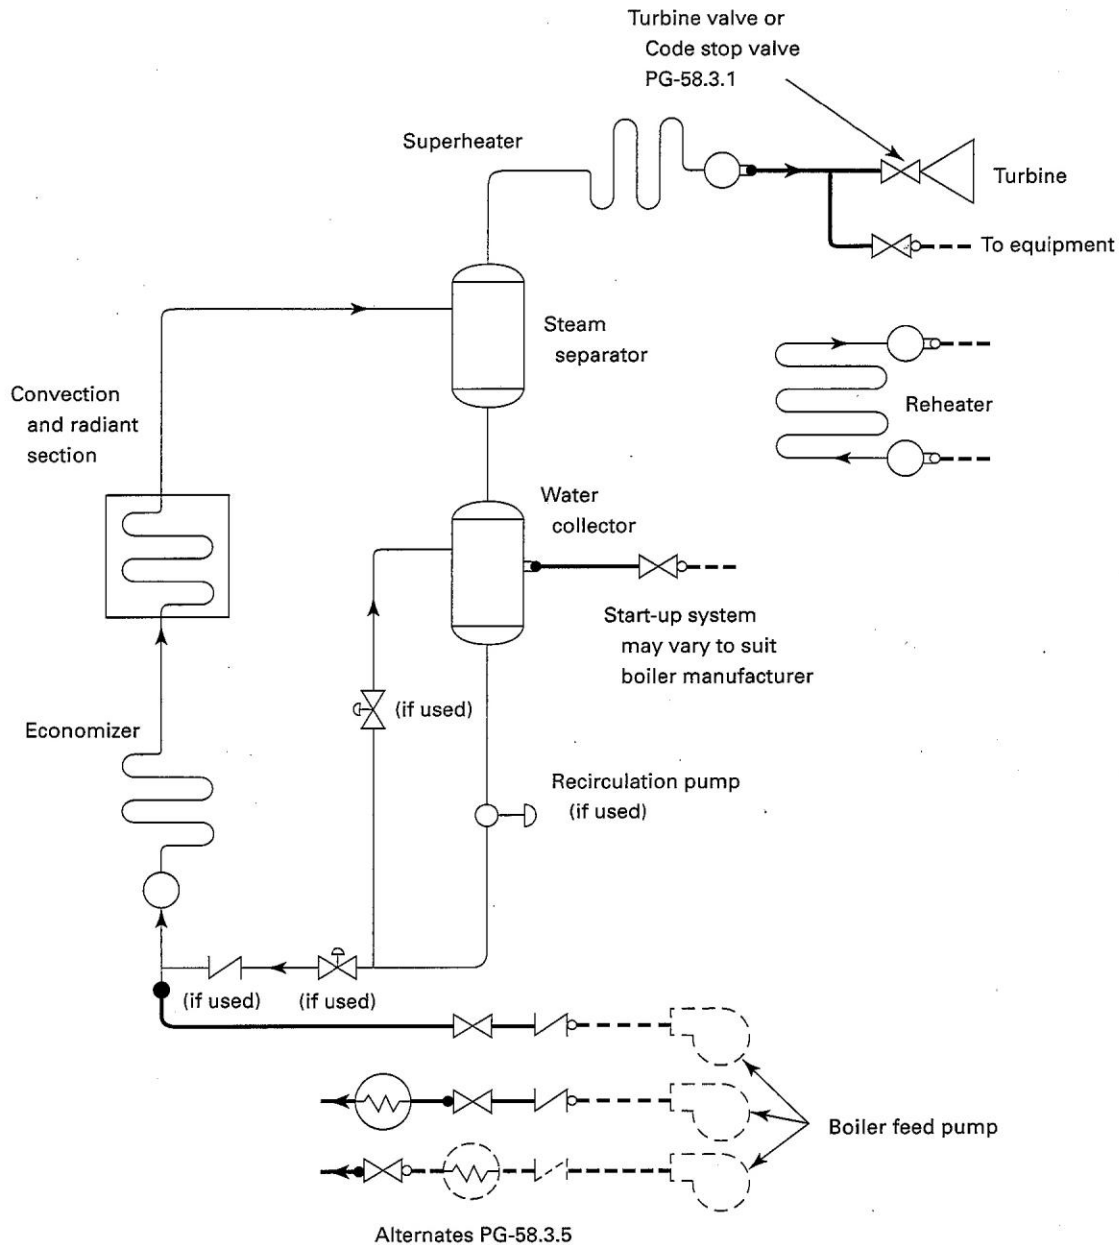 Turbine valve or
Code stop valve
PG-58.3.1
Superheater
Turbine
To equipment
Steam
separator
Convection
and radiant
section
Reheater
Water
collector
Start-up system
may vary to suit
boiler manufacturer
(if used)
Economizer
Recirculation pump
(if used)
(if used)
(if used)
Boiler feed pump
Alternates PG-58.3.5